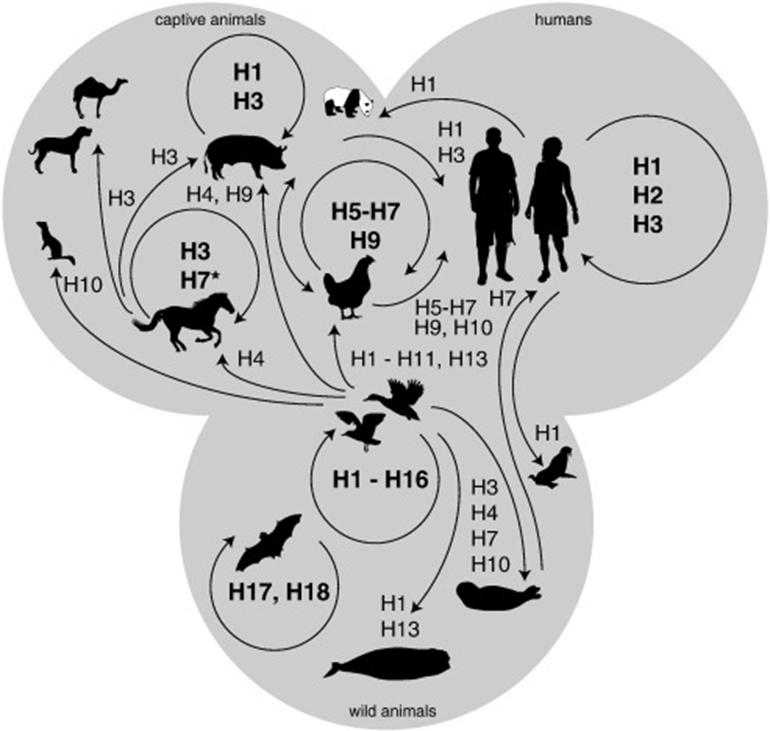 captive animals
humans
H1
H3
H1
H1
H3
H1
H2
H3
H3
H4, H9
H3
H5-H7
H9
H3
H7*
H10
H5-H7
H9, H10
H7
H4
H1 - H11, H13
H1
H1 - H16
H3
H4
H7
H10
H17, H18
H1
H13
wild animals